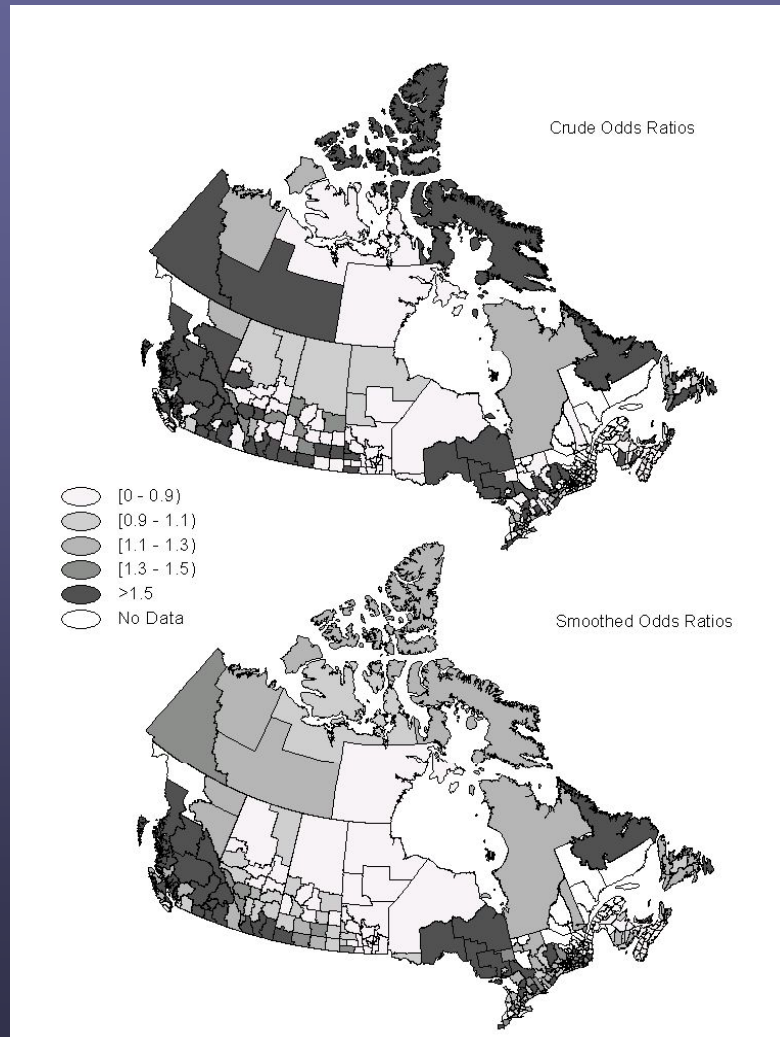 Crude Odds Ratios
[0 - 0.9)
[0.9 - 1.1)
[1.1 - 1.3)
[1.3 - 1.5)
>1.5
No Data
Smoothed Odds Ratios